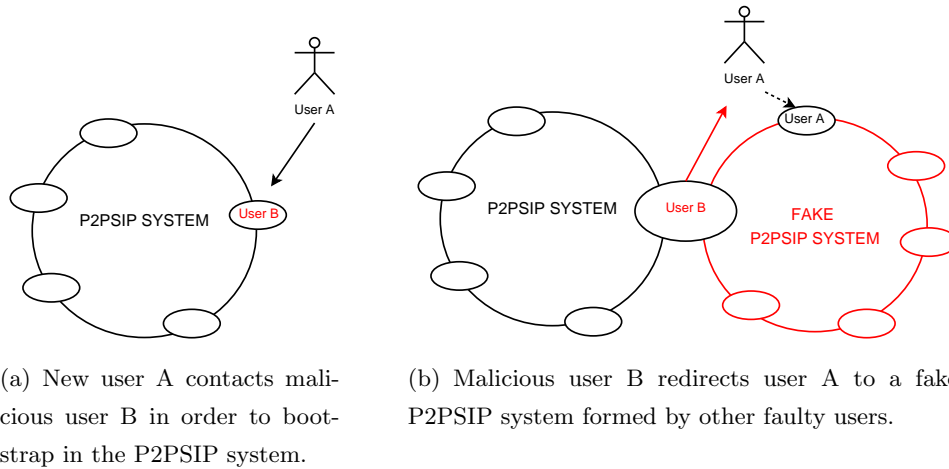 User A
P2PSIP SYSTEM
User B
(a) New user A contacts mali-
cious user B in order to boot-
strap in the P2PSIP system.
User A
User A
P2PSIP SYSTEM
User B
FAKE
P2PSIP SYSTEM
(b) Malicious user B redirects user A to a fake
P2PSIP system formed by other faulty users.